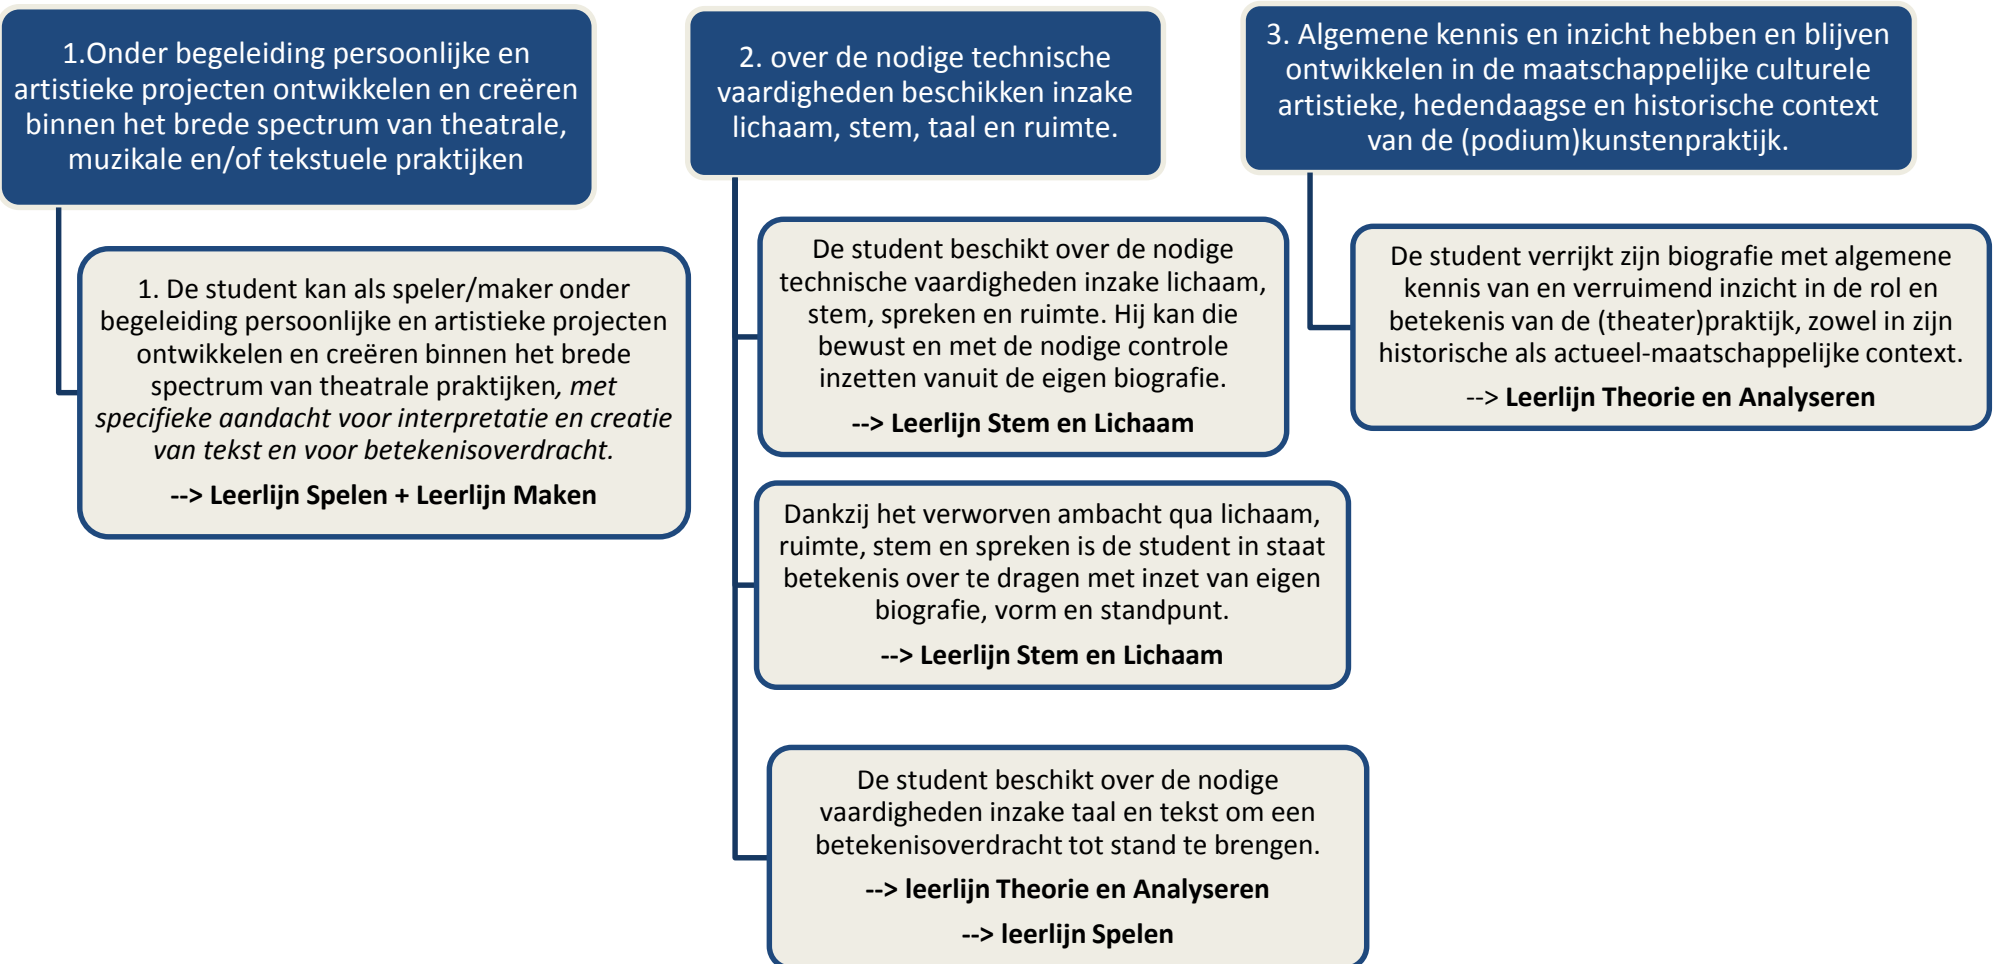 1.Onder begeleiding persoonlijke en
artistieke projecten ontwikkelen en creëren
binnen het brede spectrum van theatrale,
muzikale en/of tekstuele praktijken
1. De student kan als speler/maker onder
begeleiding persoonlijke en artistieke projecten
ontwikkelen en creëren binnen het brede
spectrum van theatrale praktijken, met
specifieke aandacht voor interpretatie en creatie
van tekst en voor betekenisoverdracht.
--> Leerlijn Spelen + Leerlijn Maken
2. over de nodige technische
vaardigheden beschikken inzake
lichaam, stem, taal en ruimte.
De student beschikt over de nodige
technische vaardigheden inzake lichaam,
stem, spreken en ruimte. Hij kan die
bewust en met de nodige controle
inzetten vanuit de eigen biografie.
--> Leerlijn Stem en Lichaam
Dankzij het verworven ambacht qua lichaam,
ruimte, stem en spreken is de student in staat
betekenis over te dragen met inzet van eigen
biografie, vorm en standpunt.
--> Leerlijn Stem en Lichaam
De student beschikt over de nodige
vaardigheden inzake taal en tekst om een
betekenisoverdracht tot stand te brengen.
--> leerlijn Theorie en Analyseren
--> leerlijn Spelen
3. Algemene kennis en inzicht hebben en blijven
ontwikkelen in de maatschappelijke culturele
artistieke, hedendaagse en historische context
van de (podium)kunstenpraktijk.
De student verrijkt zijn biografie met algemene
kennis van en verruimend inzicht in de rol en
betekenis van de (theater)praktijk, zowel in zijn
historische als actueel-maatschappelijke context.
--> Leerlijn Theorie en Analyseren